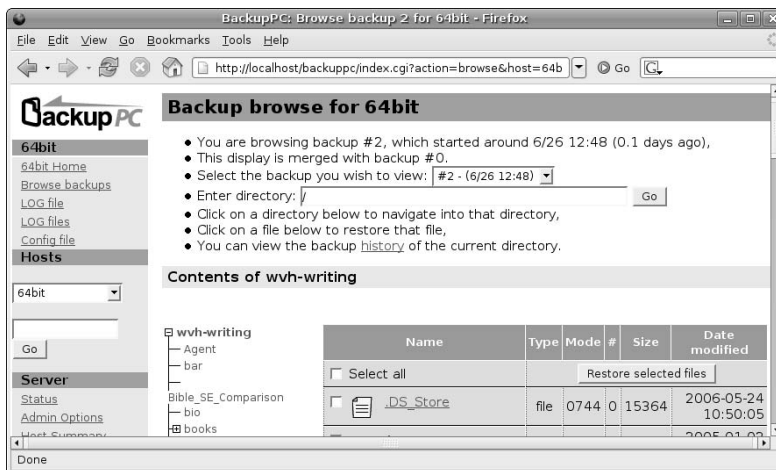 BackupPC: Browse backup 2 for 64bit - Firefox
File Edit View Go Bookmarks Tools Help
http://localhost/backuppc/index.cgi?action=browse&host=64b
Go
G
BackupPC
64bit
64bit Home
Browse backups
LOG file
LOG files
Config file
Hosts
64bit
Go
Server
Status
Admin Options
Host Summary
Backup browse for 64bit
You are browsing backup #2, which started around 6/26 12:48 (0.1 days ago),
This display is merged with backup #0.
Select the backup you wish to view: #2 - (6/26 12:48)
Enter directory: / Go
Click on a directory below to navigate into that directory,
Click on a file below to restore that file,
You can view the backup history of the current directory.
Contents of wvh-writing
wvh-writing
Agent
bar
Bible_SE_Comparison
bio
books
Name Type Mode # Size Date modified
Select all Restore selected files
.DS_Store file 0744 0 15364 2006-05-24 10:50:05
Done